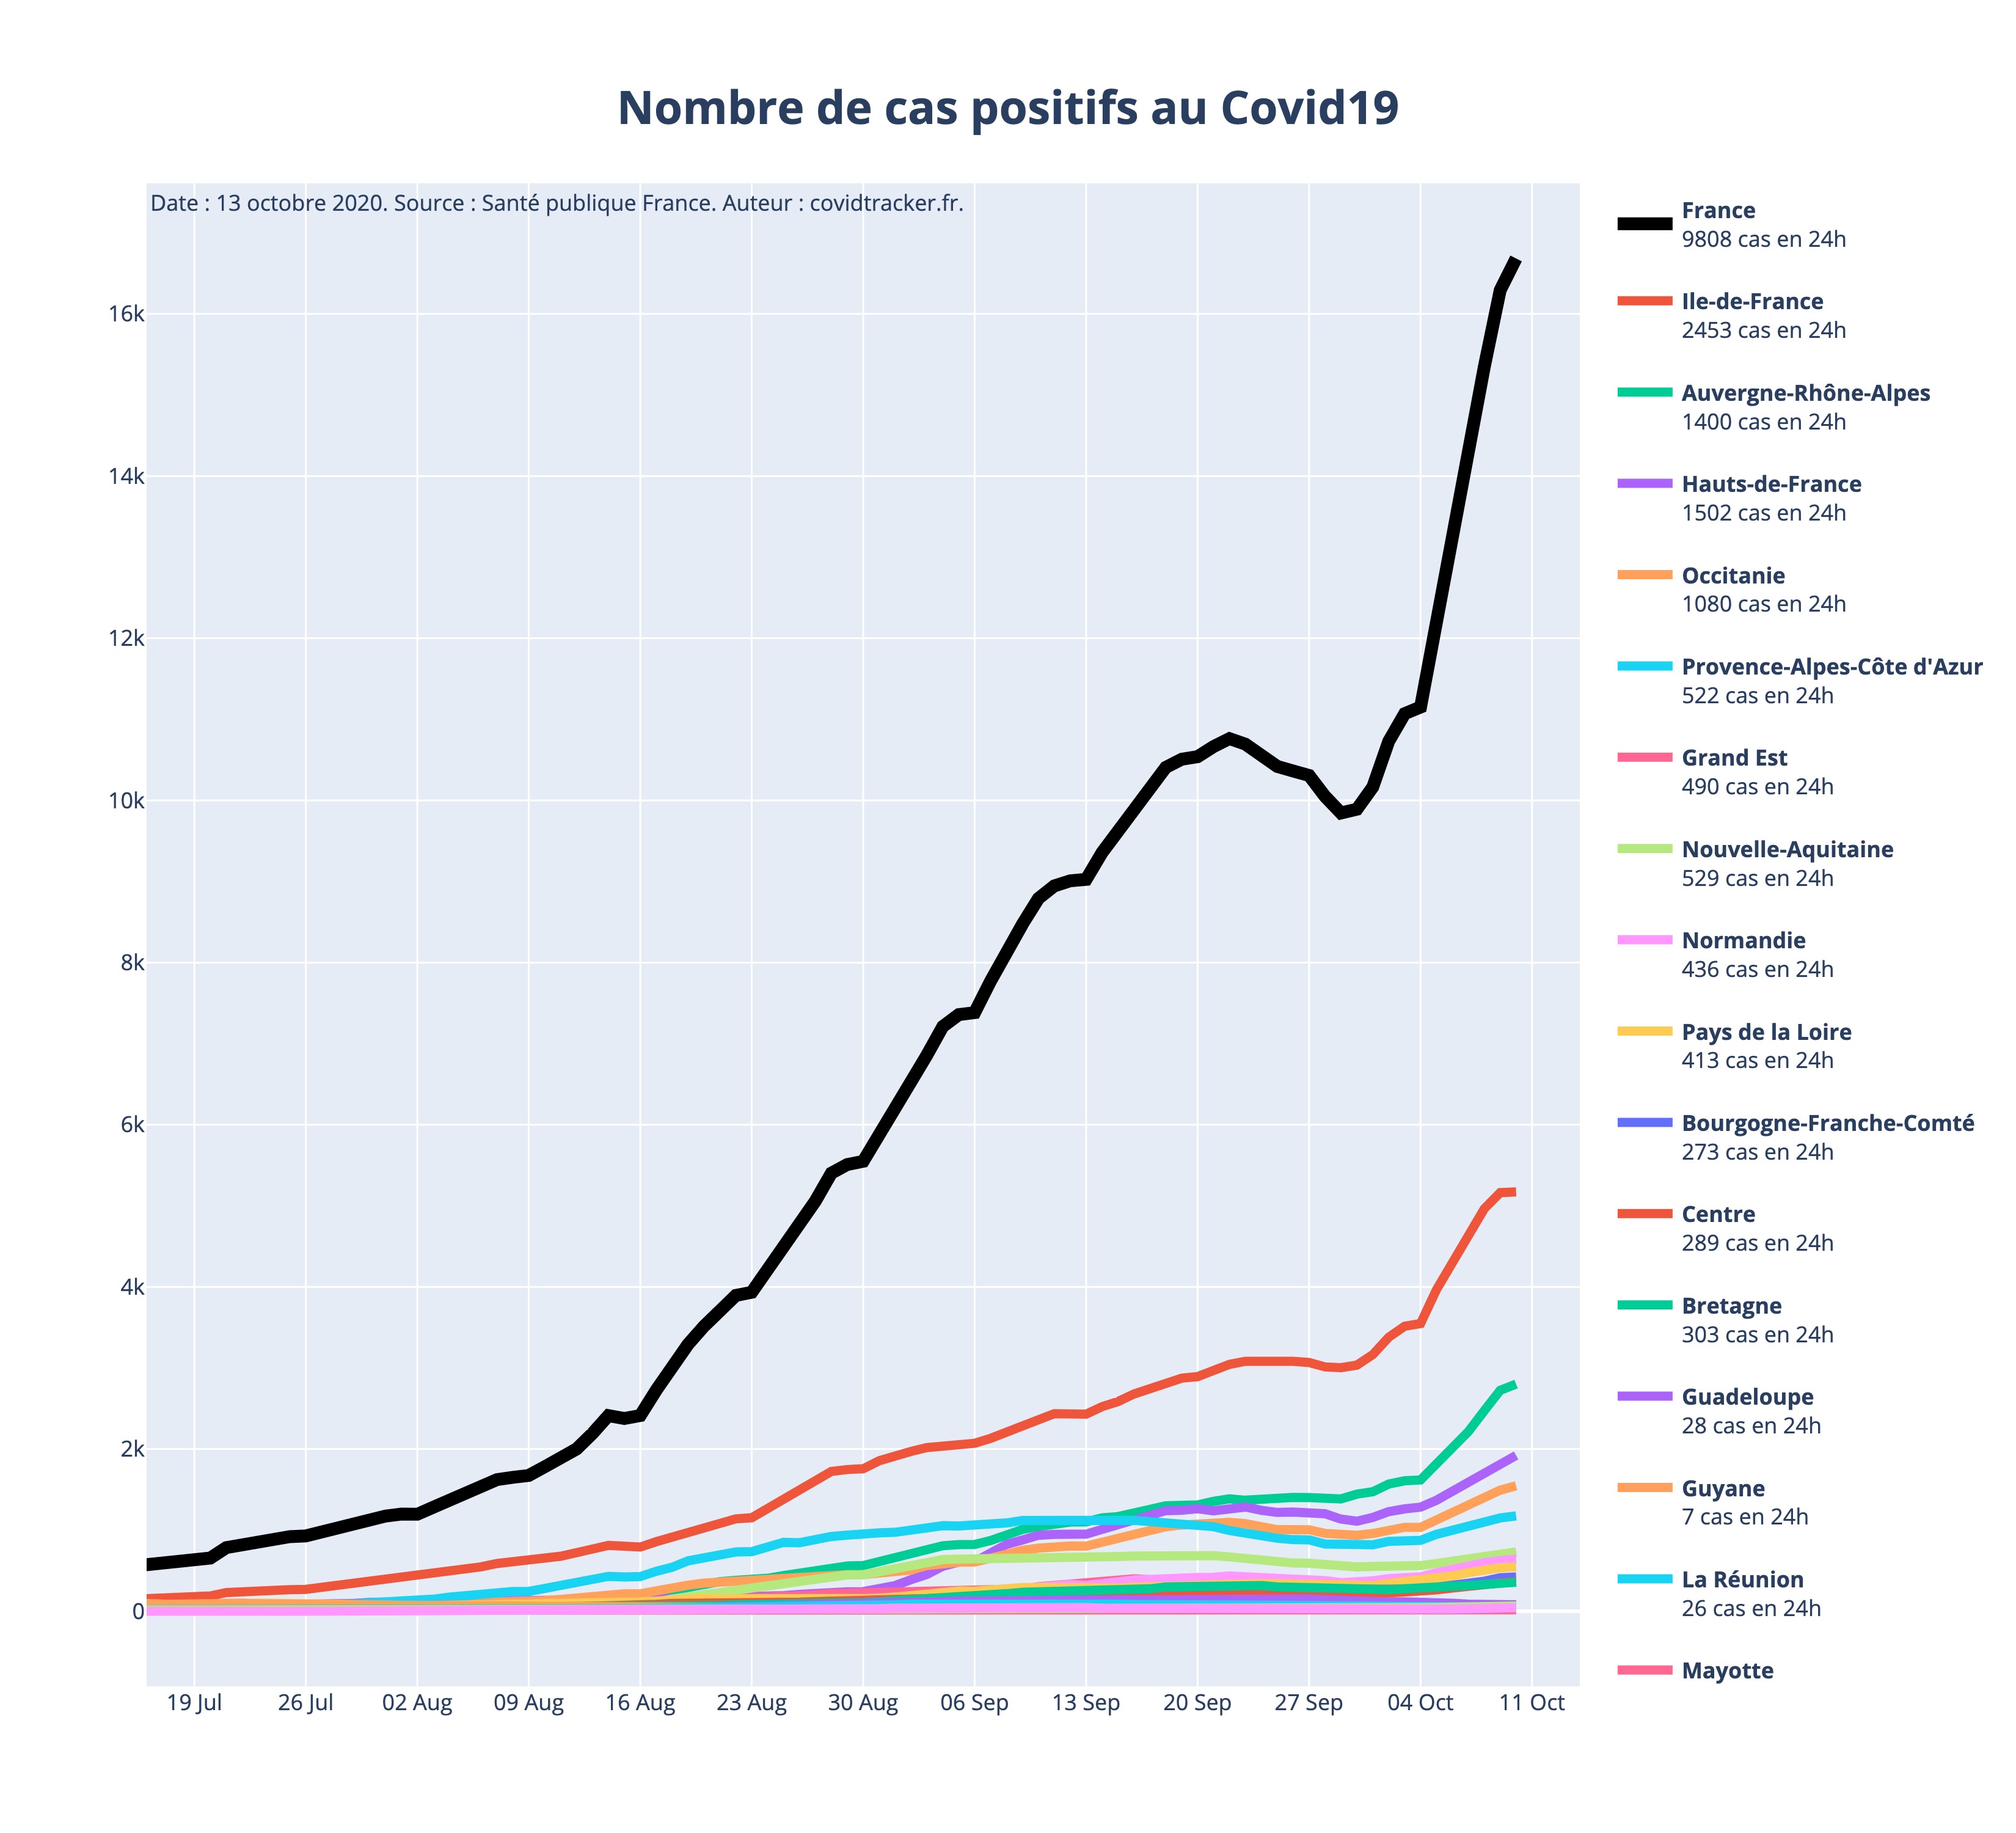 Nombre de cas positifs au Covid19
Date : 13 octobre 2020. Source : Santé publique France. Auteur : covidtracker.fr.
16k
14k
12k
10k
8k
6k
4k
2k
0
19 Jul
26 Jul
02 Aug
09 Aug
16 Aug
23 Aug
30 Aug
06 Sep
13 Sep
20 Sep
27 Sep
04 Oct
11 Oct
France
9808 cas en 24h
Ile-de-France
2453 cas en 24h
Auvergne-Rhône-Alpes
1400 cas en 24h
Hauts-de-France
1502 cas en 24h
Occitanie
1080 cas en 24h
Provence-Alpes-Côte d'Azur
522 cas en 24h
Grand Est
490 cas en 24h
Nouvelle-Aquitaine
529 cas en 24h
Normandie
436 cas en 24h
Pays de la Loire
413 cas en 24h
Bourgogne-Franche-Comté
273 cas en 24h
Centre
289 cas en 24h
Bretagne
303 cas en 24h
Guadeloupe
28 cas en 24h
Guyane
7 cas en 24h
La Réunion
26 cas en 24h
Mayotte